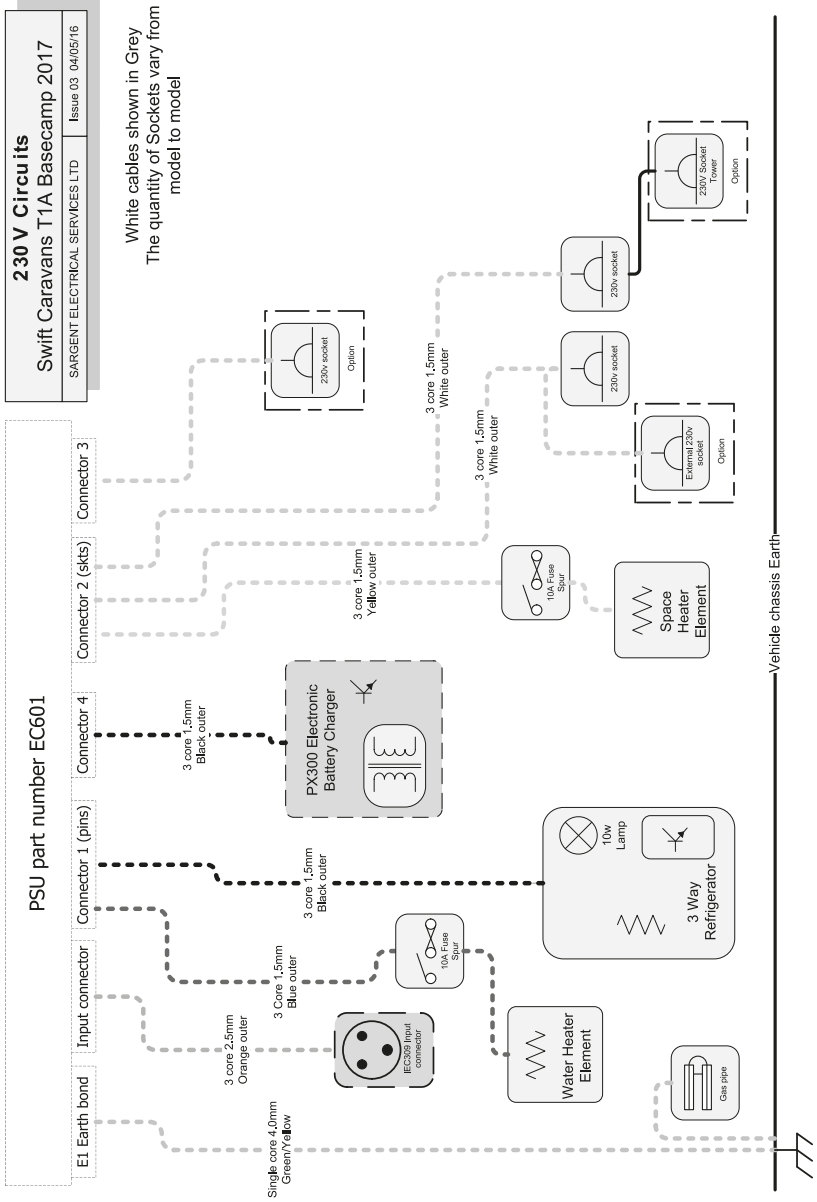 230V Circuits
Swift Caravans T1A Basecamp 2017
SARGENT ELECTRICAL SERVICES LTD
Issue 03 04/05/16
White cables shown in Grey
The quantity of Sockets vary from
model to model
PSU part number EC601
E1 Earth bond
Input connector
Connector 1 (pins)
Connector 4
Connector 2 (skts)
Connector 3
Single core 4.0mm
Green/Yellow
3 core 2.5mm
Orange outer
3 Core 1.5mm
Blue outer
3 core 1.5mm
Black outer
3 core 1.5mm
Black outer
3 core 1.5mm
Yellow outer
3 core 1.5mm
White outer
3 core 1.5mm
White outer
IEC309 Input
connector
10A Fuse
Spur
Water Heater
Element
Gas pipe
3 Way
Refrigerator
10w
Lamp
PX300 Electronic
Battery Charger
10A Fuse
Spur
Space
Heater
Element
230v socket
Option
230v socket
External 230v
socket
Option
230v socket
230V Socket
Tower
Option
Vehicle chassis Earth